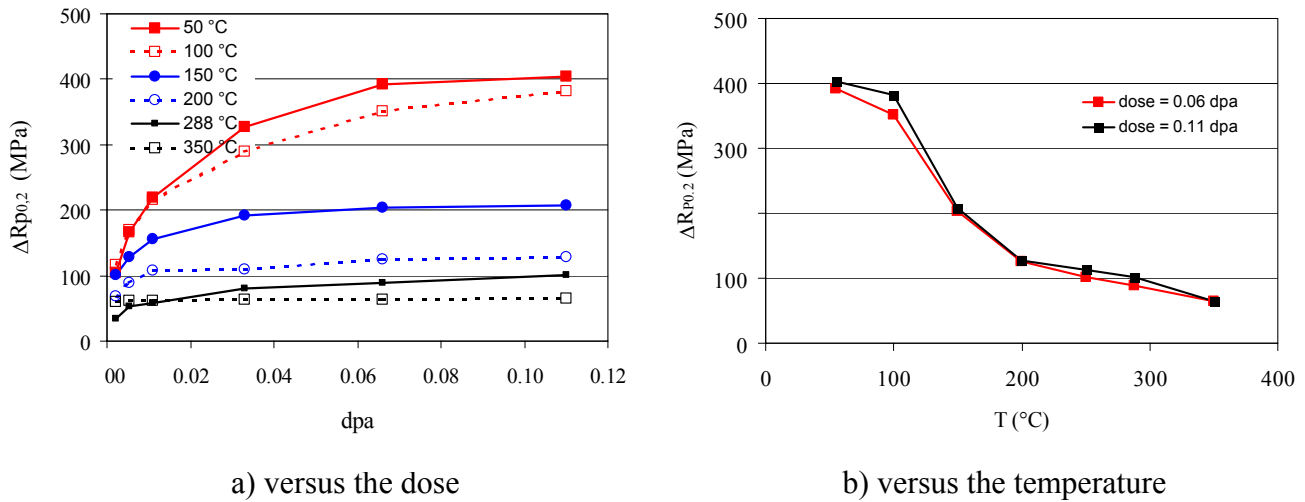 500
400
300
200
100
0
ΔRp0,2 (MPa)
50 °C
100 °C
150 °C
200 °C
288 °C
350 °C
00 0.02 0.04 0.06 0.08 0.10 0.12
dpa
a) versus the dose
500
400
300
200
100
0
ΔRP0.2 (MPa)
dose = 0.06 dpa
dose = 0.11 dpa
0 100 200 300 400
T (°C)
b) versus the temperature